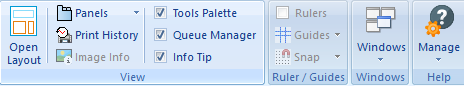 Open
Layout
Panels
Print History
Image Info
Tools Palette
Queue Manager
Info Tip
View
Rulers
Guides
Snap
Ruler / Guides
Windows
Windows
Manage
Help